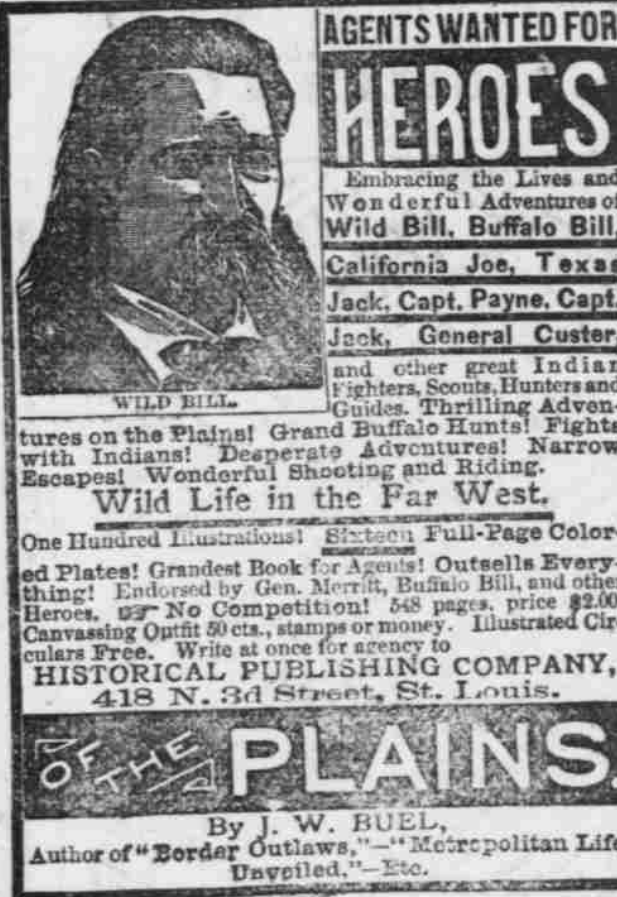 AGENTS WANTED FOR
HEROES
Embracing the Lives and
Wonderful Adventures of
Wild Bill, Buffalo Bill,
California Joe, Texas
Jack, Capt. Payne, Capt.
Jack, General Custer,
and other great Indian
Fighters, Scouts, Hunters and
Guides. Thrilling Adven-
WILD BILL.
tures on the Plains! Grand Buffalo Hunts! Fights
with Indians! Desperate Adventures! Narrow
Escapes! Wonderful Shooting and Riding.
Wild Life in the Far West.
One Hundred Illustrations! Sixteen Full-Page Color-
ed Plates! Grandest Book for Agents! Outsells Every-
thing! Endorsed by Gen. Merritt, Buffalo Bill, and other
Heroes. ☞ No Competition! 548 pages, price $2.00
Canvassing Outfit 50 cts., stamps or money. Illustrated Cir-
culars Free. Write at once for agency to
HISTORICAL PUBLISHING COMPANY,
418 N. 3d Street, St. Louis.
OF THE PLAINS.
By J. W. BUEL,
Author of "Border Outlaws,"—"Metropolitan Life
Unveiled,"—Etc.